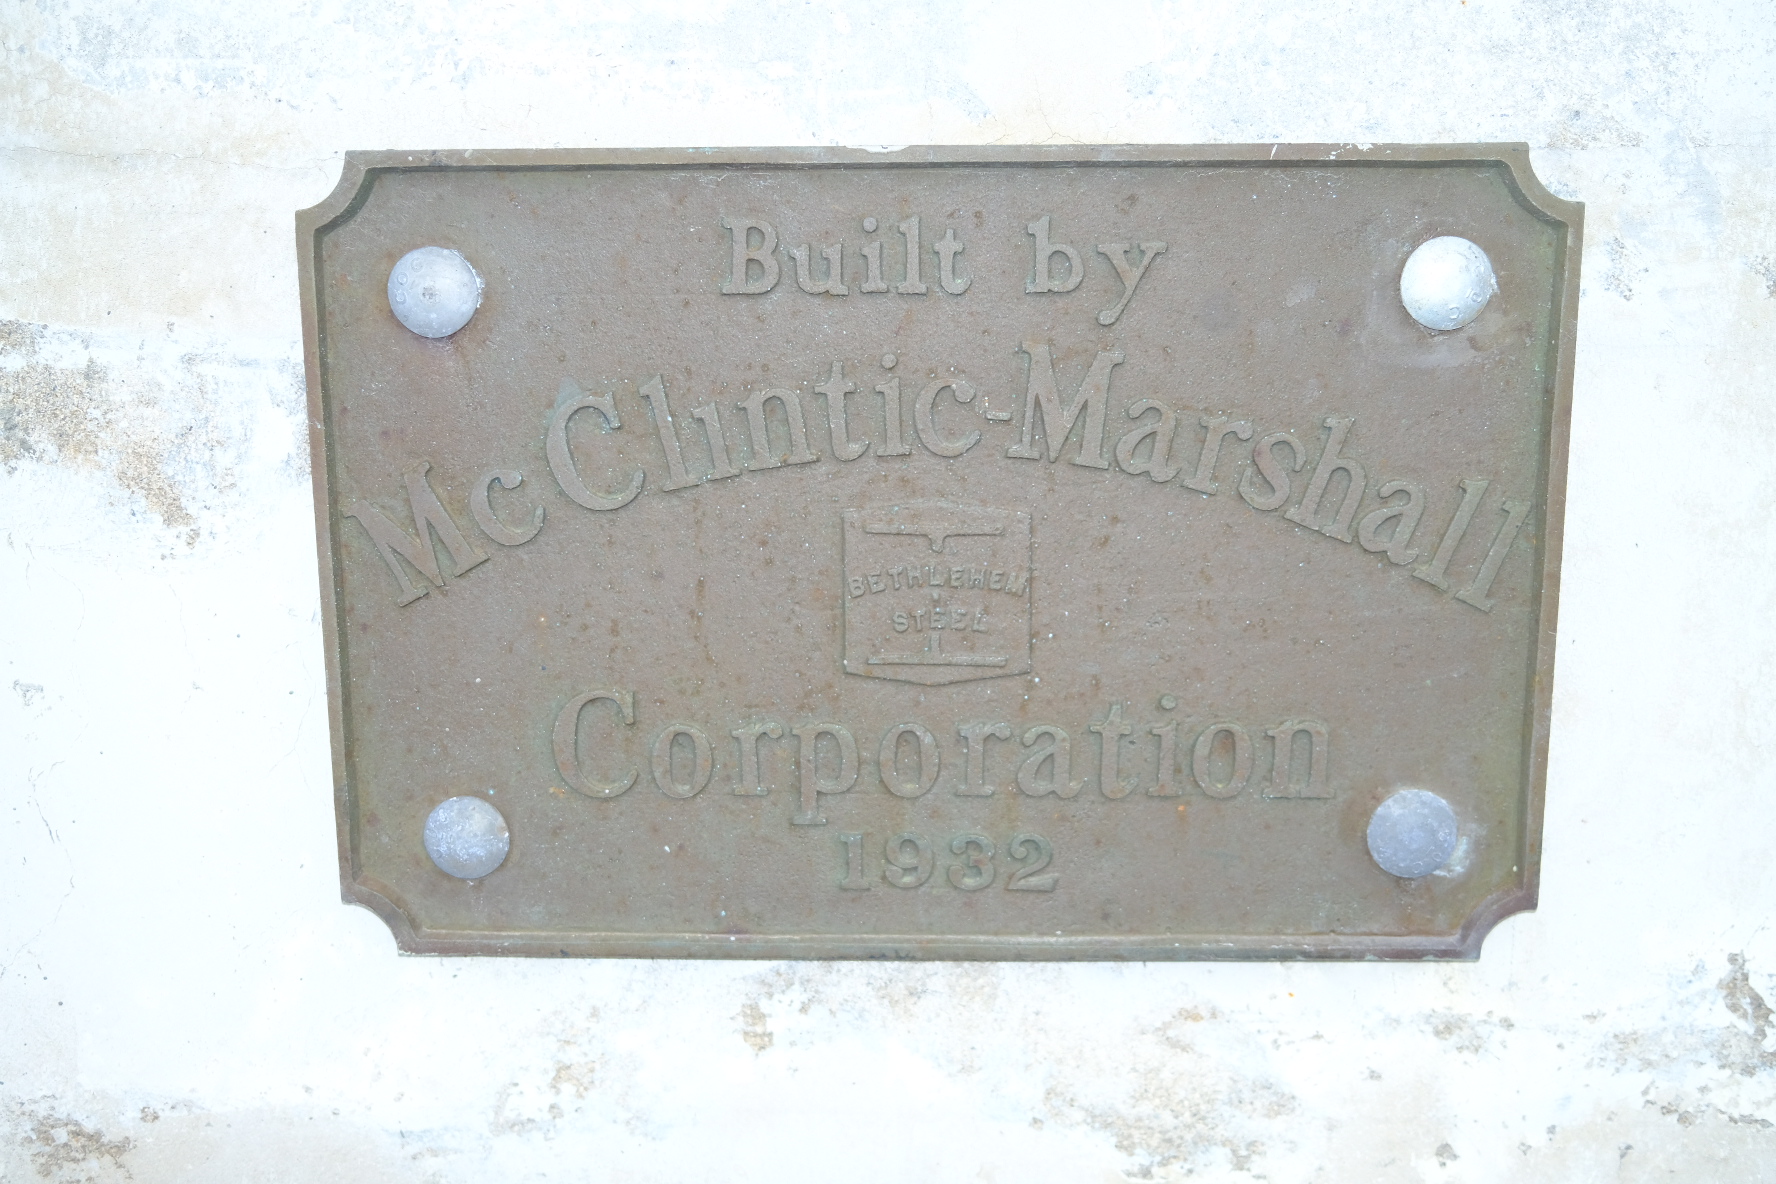 Built by
McClintic-Marshall
BETHLEHEM
STEEL
Corporation
1932